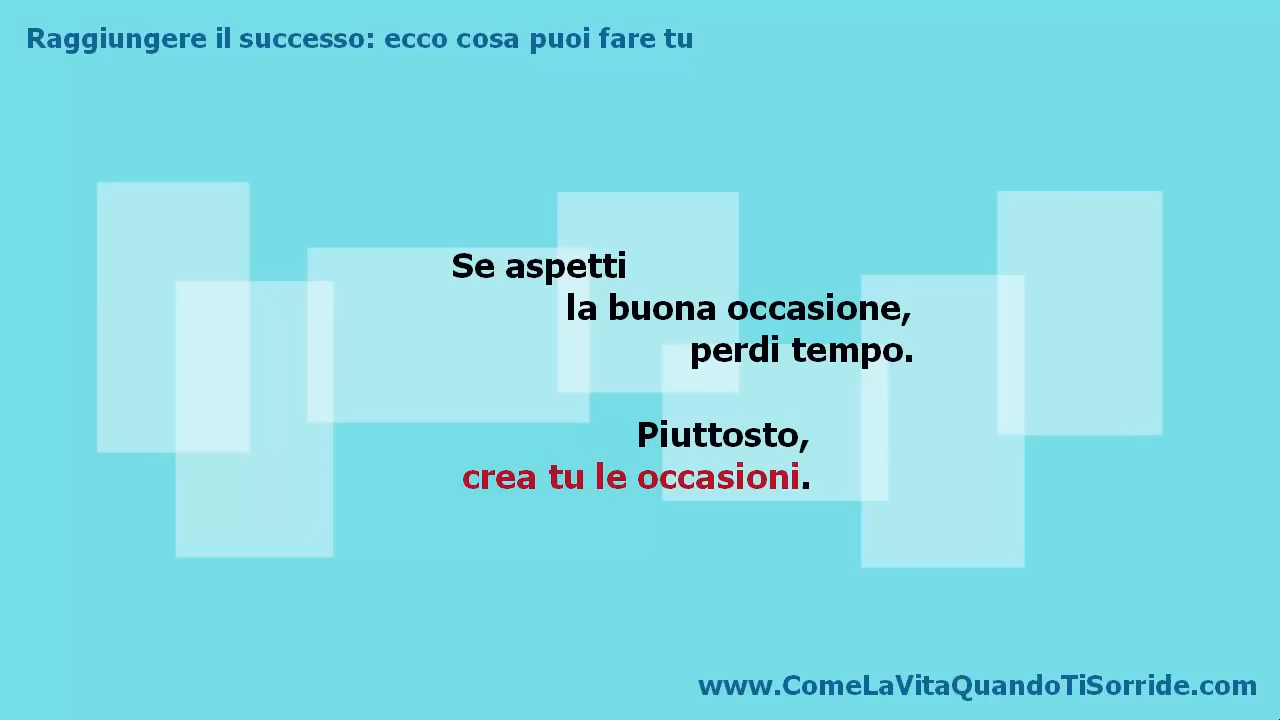 Raggiungere il successo: ecco cosa puoi fare tu
Se aspetti
la buona occasione,
perdi tempo.
Piuttosto,
crea tu le occasioni.
www.ComeLaVitaQuandoTiSorride.com